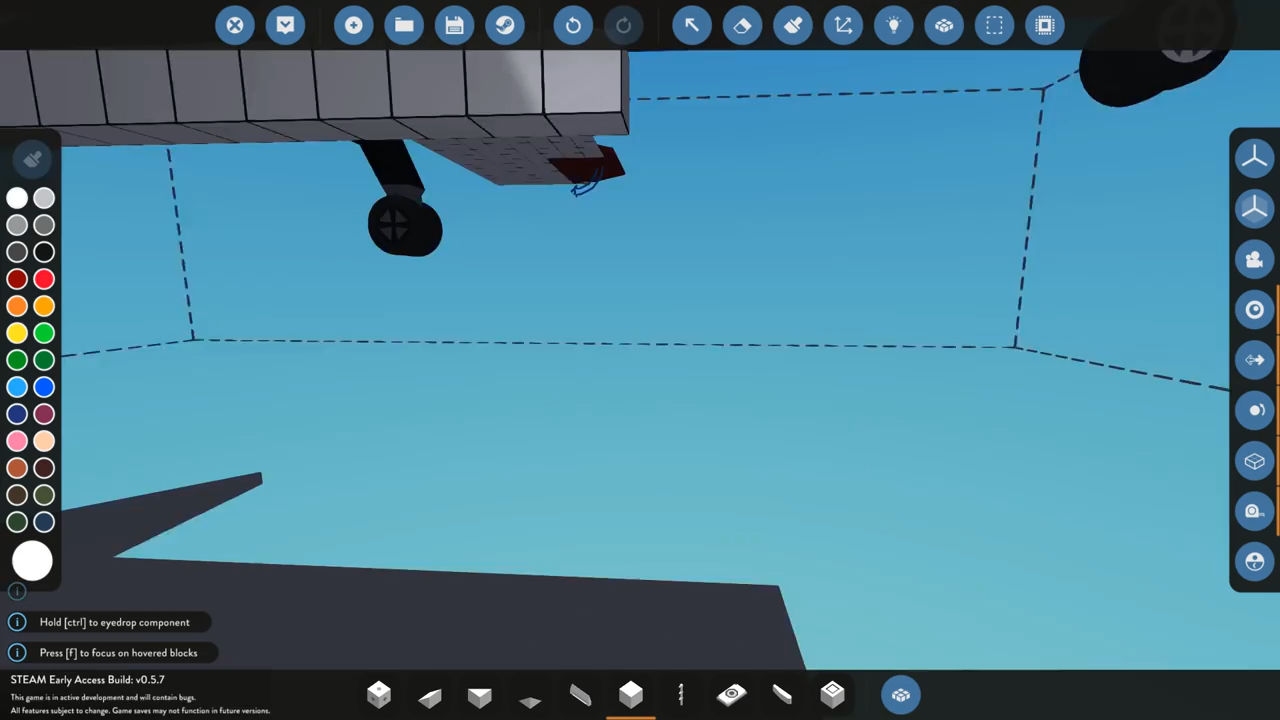 Hold [ctrl] to eyedrop component
Press [f] to focus on hovered blocks
STEAM Early Access Build: v0.5.7
This game is in active development and will contain bugs.
All features subject to change. Game saves may not function in future versions.